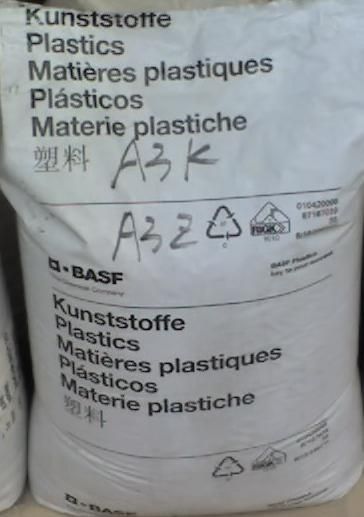 Kunststoffe
Plastics
Matières plastiques
Plásticos
Materie plastiche
塑料
A3K
A3Z
BASF
Kunststoffe
Plastics
Matières plastiques
Plásticos
Materie plastiche
塑料
BASF